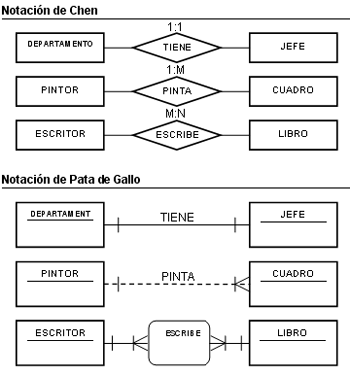 Notación de Chen
1:1
DEPARTAMENTO TIENE JEFE
1:M
PINTOR PINTA CUADRO
M:N
ESCRITOR ESCRIBE LIBRO
Notación de Pata de Gallo
DEPARTAMENT TIENE JEFE
PINTOR PINTA CUADRO
ESCRITOR ESCRIBE LIBRO